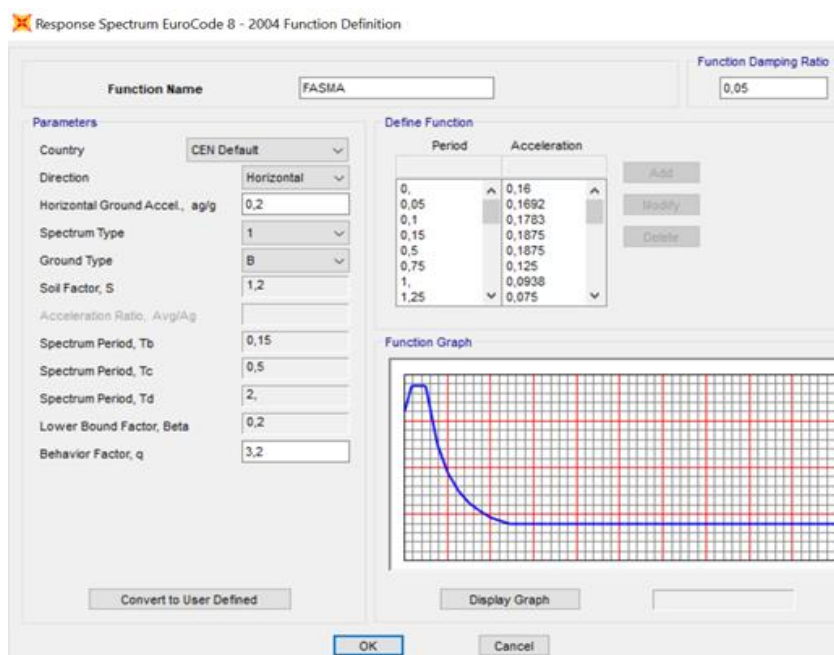 Response Spectrum EuroCode 8 - 2004 Function Definition
Function Name
FASMA
Function Damping Ratio
0,05
Parameters
Country
CEN Default
Direction
Horizontal
Horizontal Ground Accel., ag/g
0,2
Spectrum Type
1
Ground Type
B
Soil Factor, S
1,2
Acceleration Ratio, Avg/Ag
Spectrum Period, Tb
0,15
Spectrum Period, Tc
0,5
Spectrum Period, Td
2,
Lower Bound Factor, Beta
0,2
Behavior Factor, q
3,2
Convert to User Defined
Define Function
Period Acceleration
0, 0,16
0,05 0,1692
0,1 0,1783
0,15 0,1875
0,5 0,1875
0,75 0,125
1, 0,0938
1,25 0,075
Add
Modify
Delete
Function Graph
Display Graph
OK
Cancel